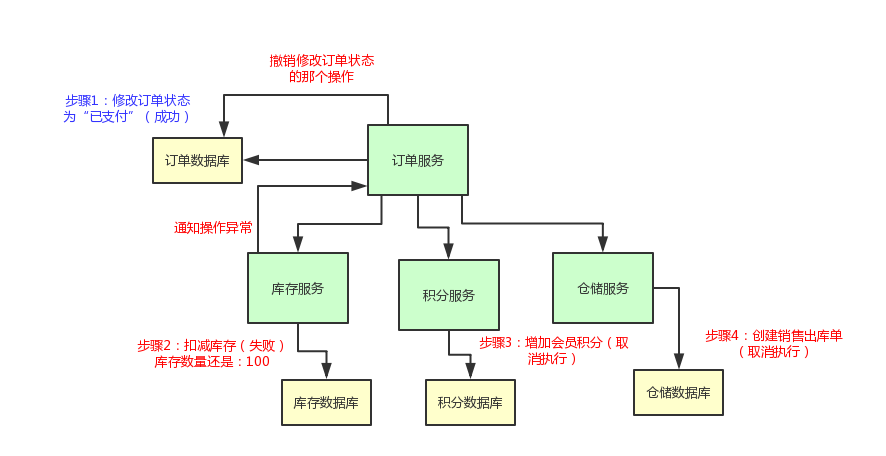 撤销修改订单状态
的那个操作
步骤1：修改订单状态
为“已支付”（成功）
订单数据库
订单服务
通知操作异常
库存服务
积分服务
仓储服务
步骤2：扣减库存（失败）
库存数量还是：100
步骤3：增加会员积分（取
消执行）
步骤4：创建销售出库单
（取消执行）
库存数据库
积分数据库
仓储数据库